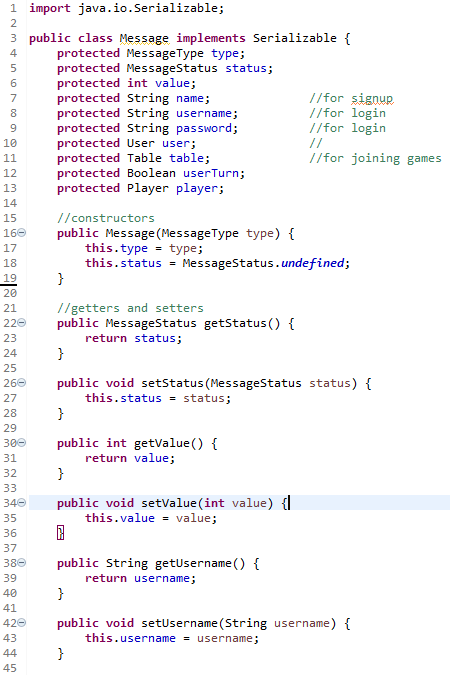 1 import java.io.Serializable;
2
3 public class Message implements Serializable {
4     protected MessageType type;
5     protected MessageStatus status;
6     protected int value;
7     protected String name;              //for signup
8     protected String username;          //for login
9     protected String password;          //for login
10     protected User user;                //
11     protected Table table;              //for joining games
12     protected Boolean userTurn;
13     protected Player player;
14
15     //constructors
16     public Message(MessageType type) {
17         this.type = type;
18         this.status = MessageStatus.undefined;
19     }
20
21     //getters and setters
22     public MessageStatus getStatus() {
23         return status;
24     }
25
26     public void setStatus(MessageStatus status) {
27         this.status = status;
28     }
29
30     public int getValue() {
31         return value;
32     }
33
34     public void setValue(int value) {
35         this.value = value;
36     }
37
38     public String getUsername() {
39         return username;
40     }
41
42     public void setUsername(String username) {
43         this.username = username;
44     }
45